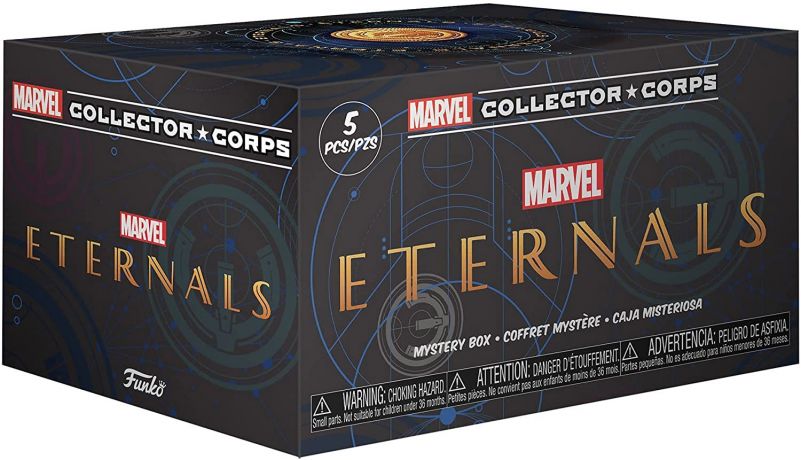 MARVEL COLLECTOR ★ CORPS
MARVEL
ETERNALS
Funko
5
PCS/PZS
MARVEL COLLECTOR ★ CORPS
MARVEL
ETERNALS
MYSTERY BOX • COFFRET MYSTÈRE • CAJA MISTERIOSA
WARNING: CHOKING HAZARD.
Small parts. Not suitable for children under 36 months.
ATTENTION: DANGER D'ÉTOUFFEMENT.
Petites pièces. Ne convient pas aux enfants de moins de 36 mois.
ADVERTENCIA: PELIGRO DE ASFIXIA.
Partes pequeñas. No es adecuado para niños menores de 36 meses.